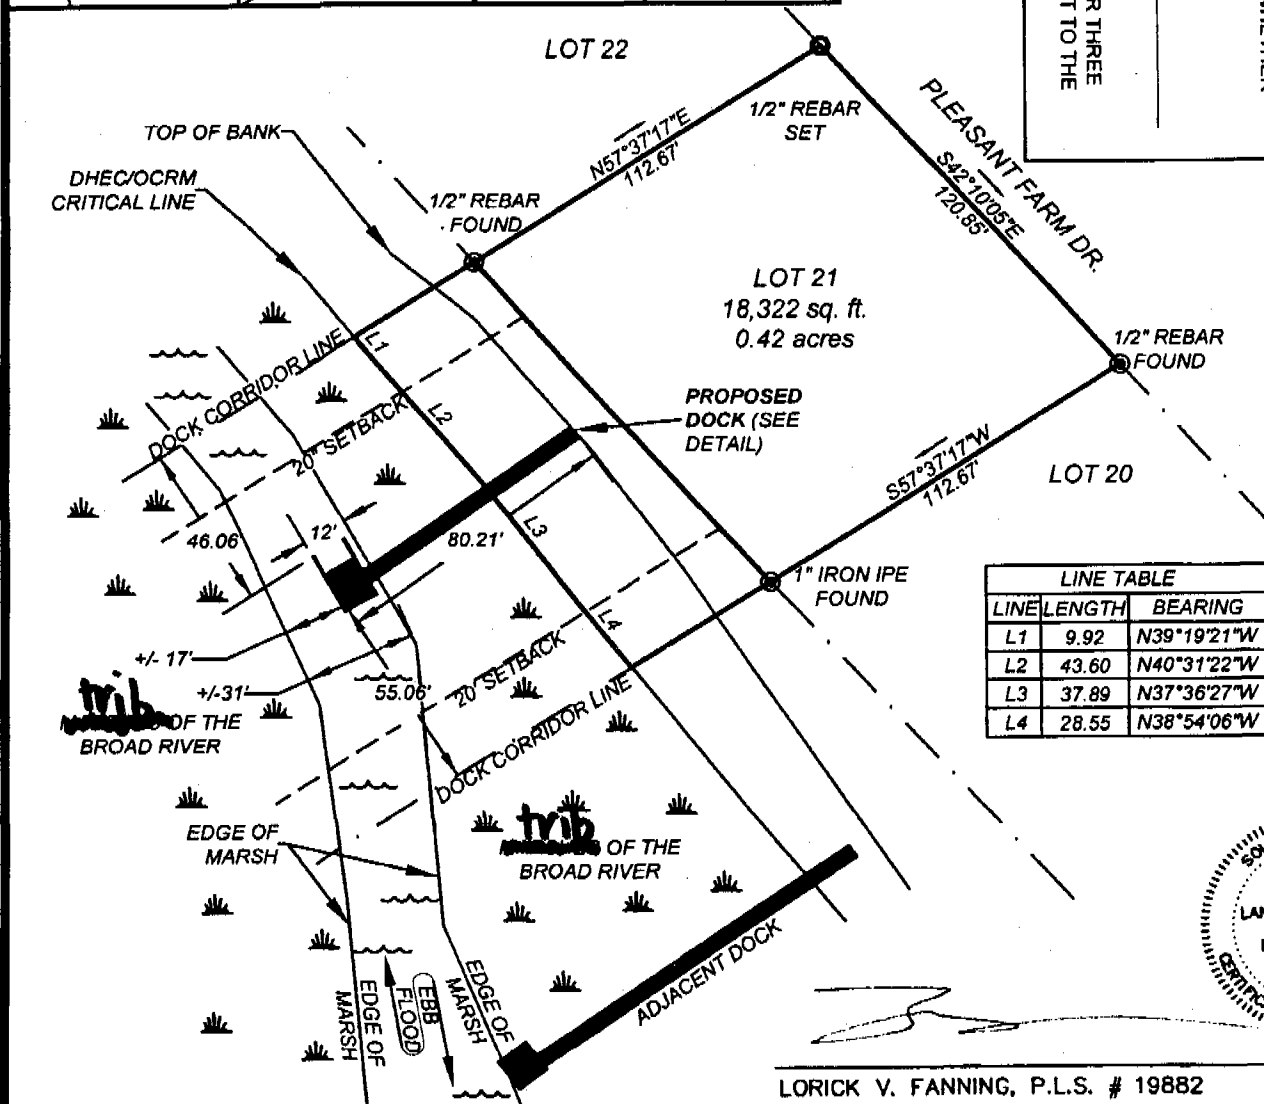 R THREE
T TO THE
LOT 22
TOP OF BANK
DHEC/OCRM
CRITICAL LINE
1/2" REBAR
FOUND
N57°37'17"E
112.67'
1/2" REBAR
SET
PLEASANT FARM DR.
S42°10'05"E
120.85'
LOT 21
18,322 sq. ft.
0.42 acres
1/2" REBAR
FOUND
DOCK CORRIDOR LINE
L1
20' SETBACK
L2
PROPOSED
DOCK (SEE
DETAIL)
S57°37'17"W
112.67'
LOT 20
46.06'
12'
80.21'
L3
1" IRON IPE
FOUND
L4
+/- 17'
+/-31'
55.06'
20' SETBACK
DOCK CORRIDOR LINE
trib
OF THE
BROAD RIVER
LINE TABLE
LINE LENGTH BEARING
L1 9.92 N39°19'21"W
L2 43.60 N40°31'22"W
L3 37.89 N37°36'27"W
L4 28.55 N38°54'06"W
EDGE OF
MARSH
trib
OF THE
BROAD RIVER
EDGE OF
MARSH
FLOOD
EBB
EDGE OF
MARSH
ADJACENT DOCK
LORICK V. FANNING, P.L.S. # 19882